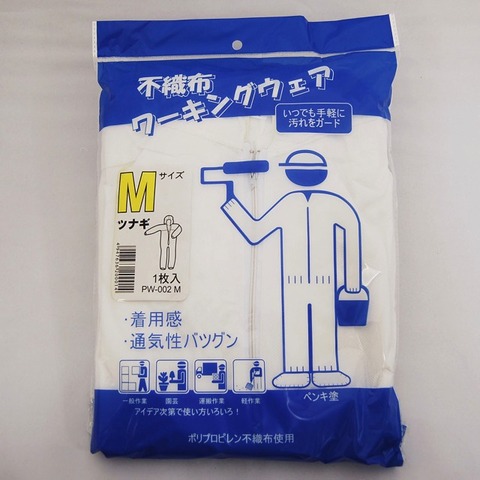 不織布
ワーキングウェア
いつでも手軽に
汚れをガード
Mサイズ
ツナギ
1枚入
PW-002 M
・着用感
・通気性バツグン
一般作業 園芸 運搬作業 軽作業
ペンキ塗
アイデア次第で使い方いろいろ！
ポリプロピレン不織布使用